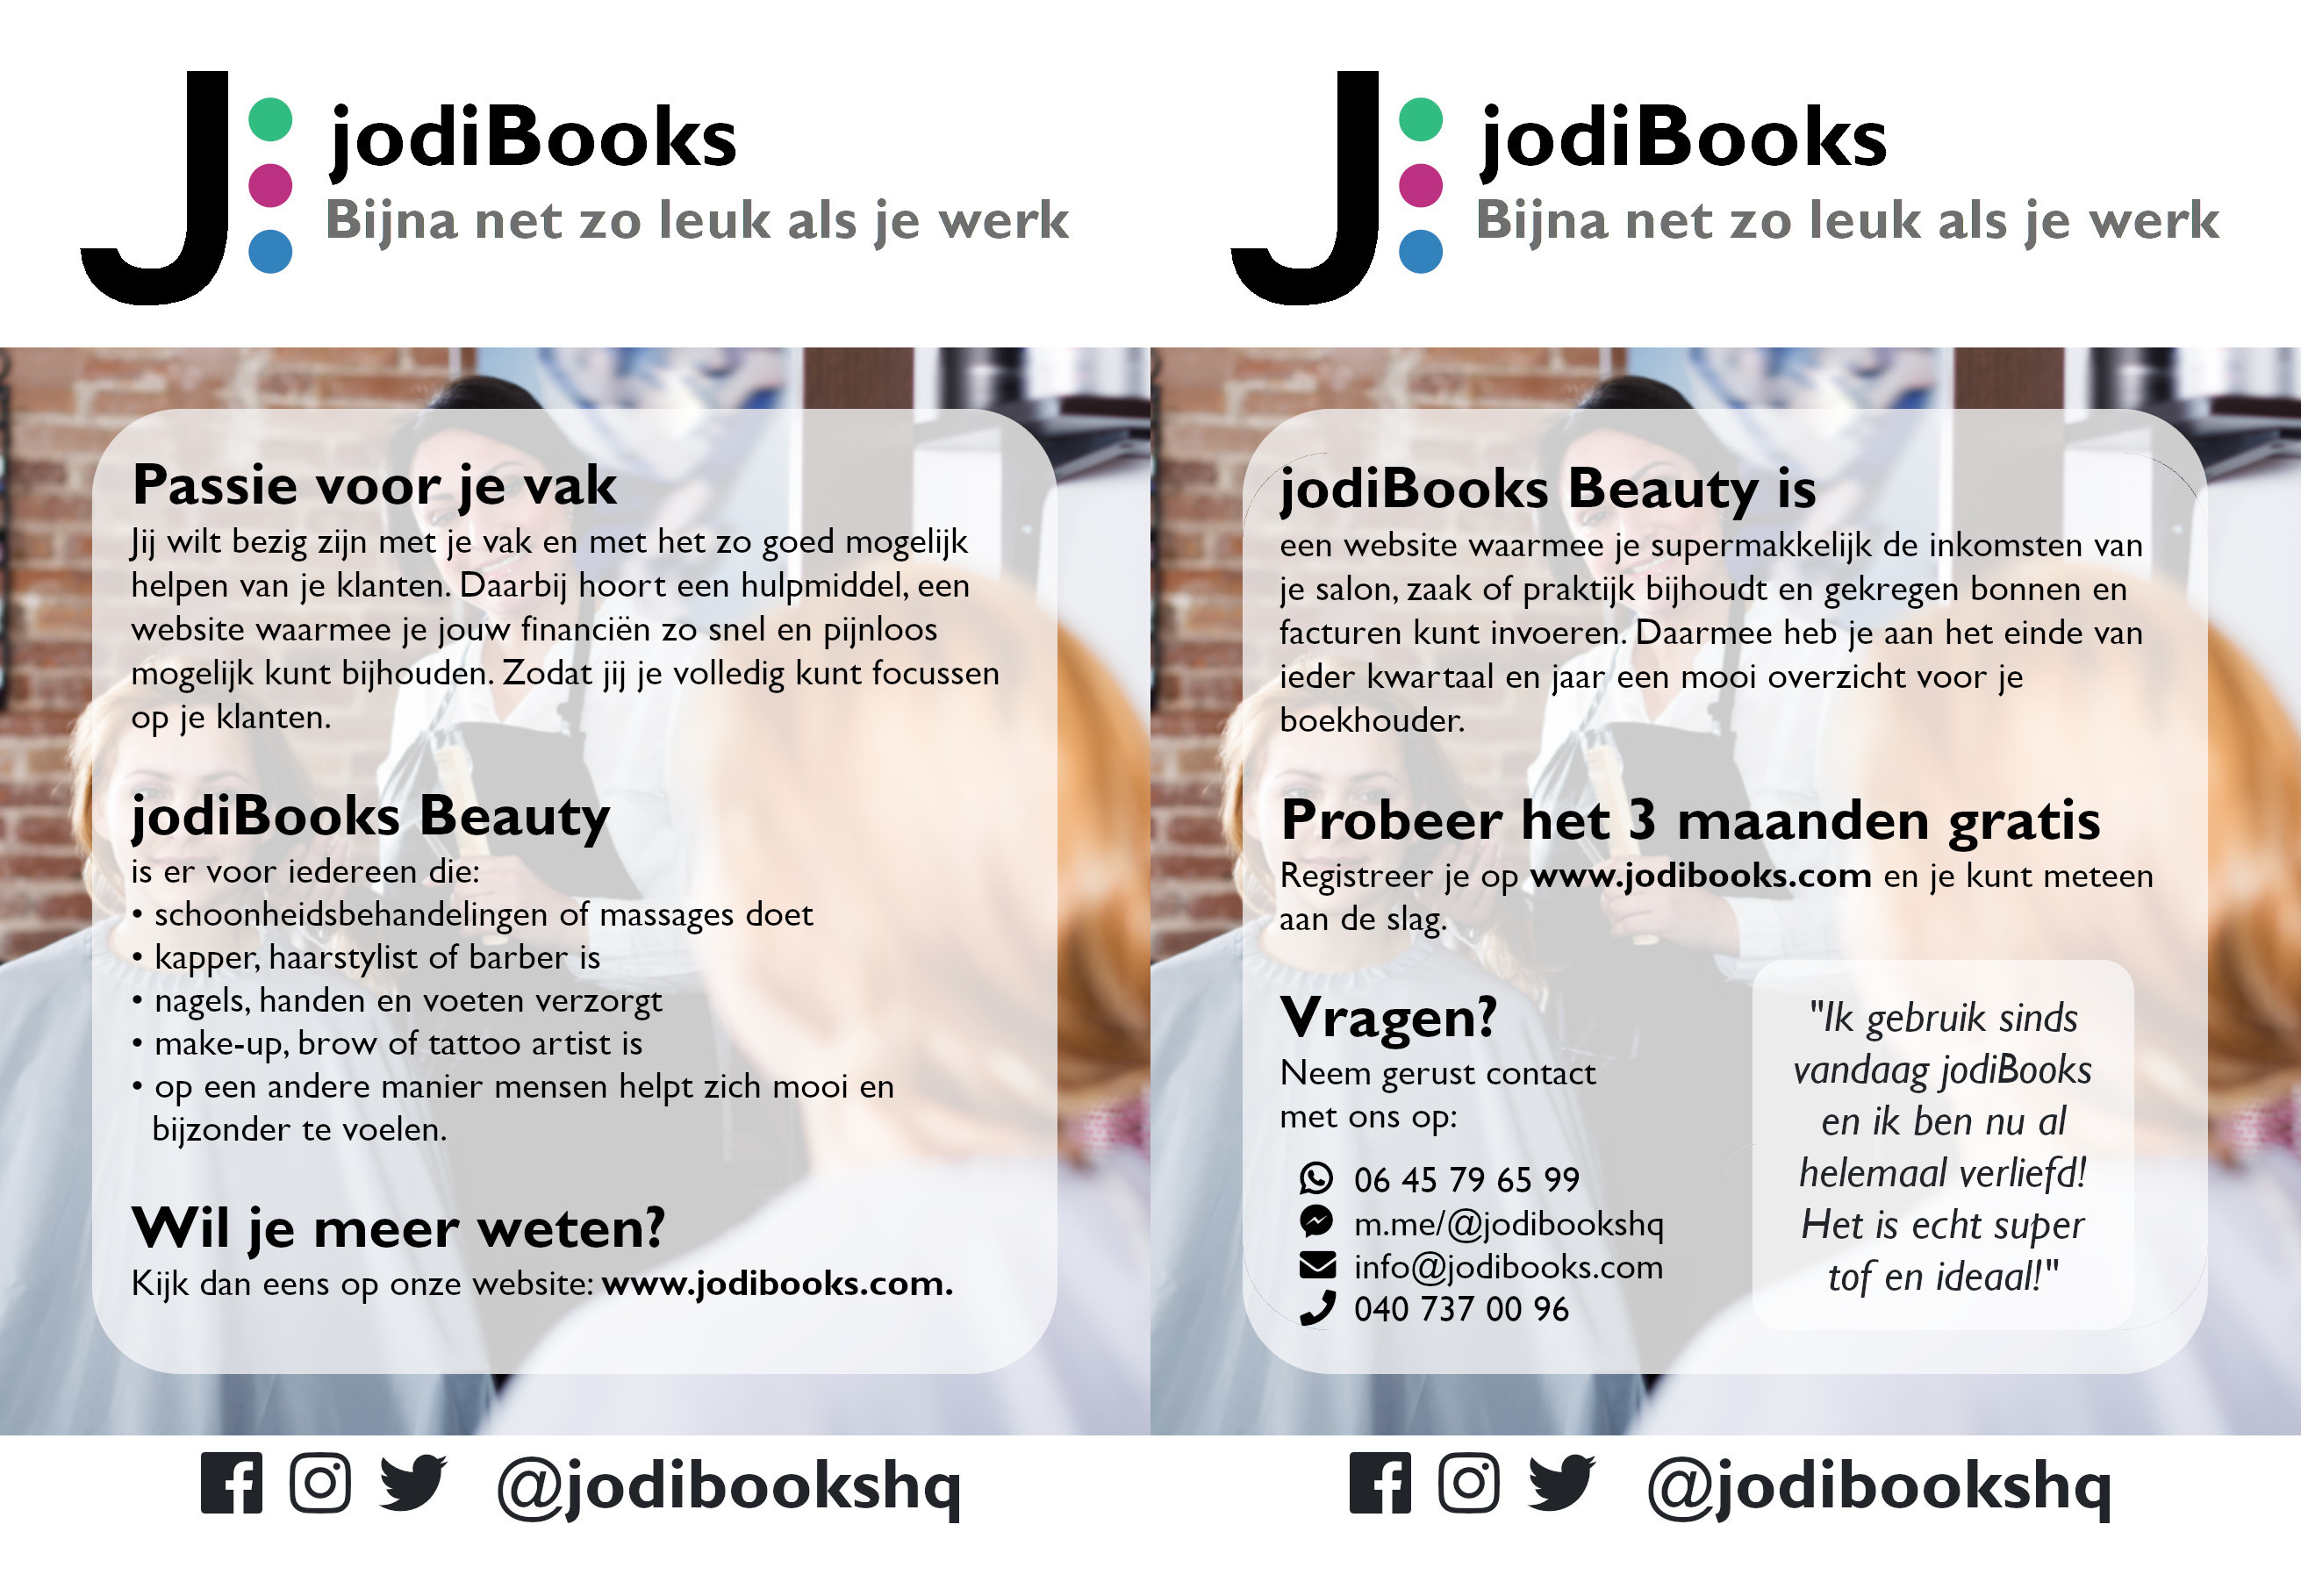 J
jodiBooks
Bijna net zo leuk als je werk
Passie voor je vak
Jij wilt bezig zijn met je vak en met het zo goed mogelijk
helpen van je klanten. Daarbij hoort een hulpmiddel, een
website waarmee je jouw financiën zo snel en pijnloos
mogelijk kunt bijhouden. Zodat jij je volledig kunt focussen
op je klanten.
jodiBooks Beauty
is er voor iedereen die:
• schoonheidsbehandelingen of massages doet
• kapper, haarstylist of barber is
• nagels, handen en voeten verzorgt
• make-up, brow of tattoo artist is
• op een andere manier mensen helpt zich mooi en
bijzonder te voelen.
Wil je meer weten?
Kijk dan eens op onze website: www.jodibooks.com.
@jodibookshq
J
jodiBooks
Bijna net zo leuk als je werk
jodiBooks Beauty is
een website waarmee je supermakkelijk de inkomsten van
je salon, zaak of praktijk bijhoudt en gekregen bonnen en
facturen kunt invoeren. Daarmee heb je aan het einde van
ieder kwartaal en jaar een mooi overzicht voor je
boekhouder.
Probeer het 3 maanden gratis
Registreer je op www.jodibooks.com en je kunt meteen
aan de slag.
Vragen?
Neem gerust contact
met ons op:
06 45 79 65 99
m.me/@jodibookshq
info@jodibooks.com
040 737 00 96
"Ik gebruik sinds
vandaag jodiBooks
en ik ben nu al
helemaal verliefd!
Het is echt super
tof en ideaal!"
@jodibookshq